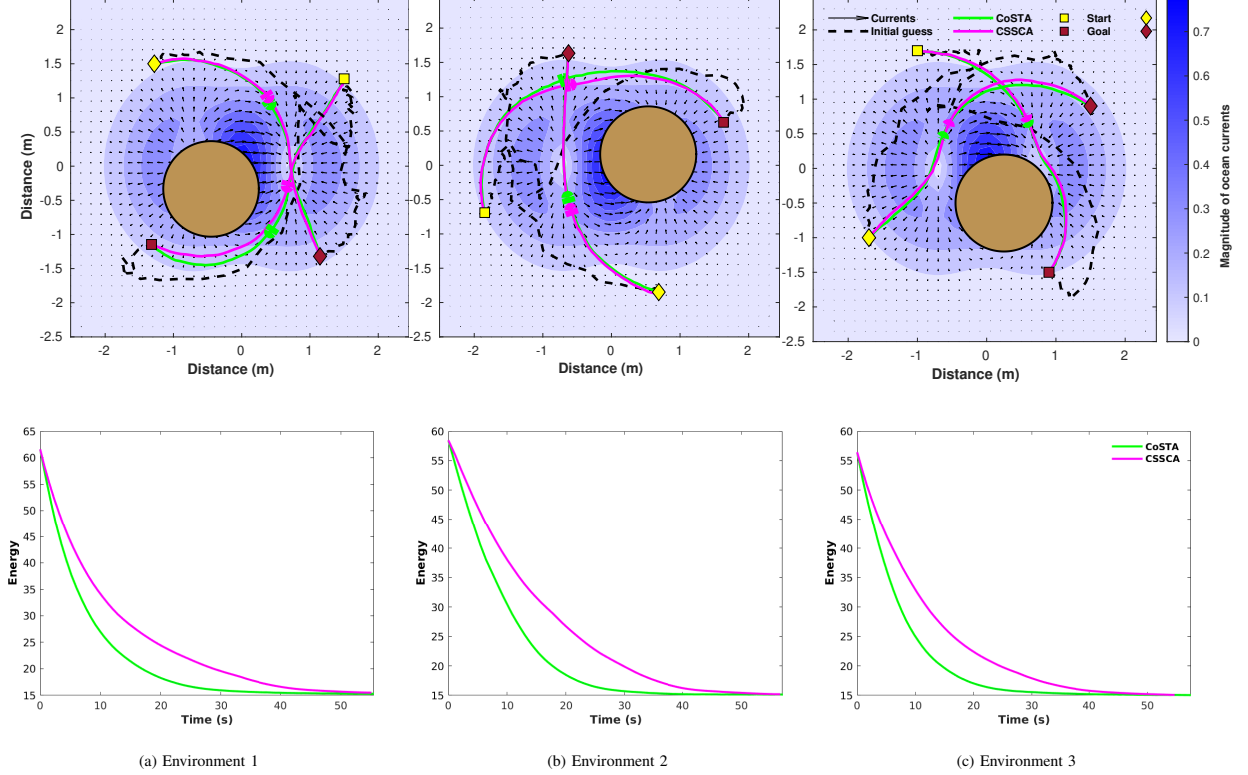 2
1.5
1
0.5
0
-0.5
-1
-1.5
-2
-2.5
Distance (m)
-2 -1 0 1 2
Distance (m)
2
1.5
1
0.5
0
-0.5
-1
-1.5
-2
-2.5
-2 -1 0 1 2
Distance (m)
Currents CoSTA Start
Initial guess CSSCA Goal
2
1.5
1
0.5
0
-0.5
-1
-1.5
-2
-2.5
-2 -1 0 1 2
Distance (m)
0.7
0.6
0.5
0.4
0.3
0.2
0.1
0
Magnitude of ocean currents
65
60
55
50
45
40
35
30
25
20
15
Energy
0 10 20 30 40 50
Time (s)
60
55
50
45
40
35
30
25
20
15
Energy
0 10 20 30 40 50
Time (s)
CoSTA
CSSCA
60
55
50
45
40
35
30
25
20
15
Energy
0 10 20 30 40 50
Time (s)
(a) Environment 1
(b) Environment 2
(c) Environment 3